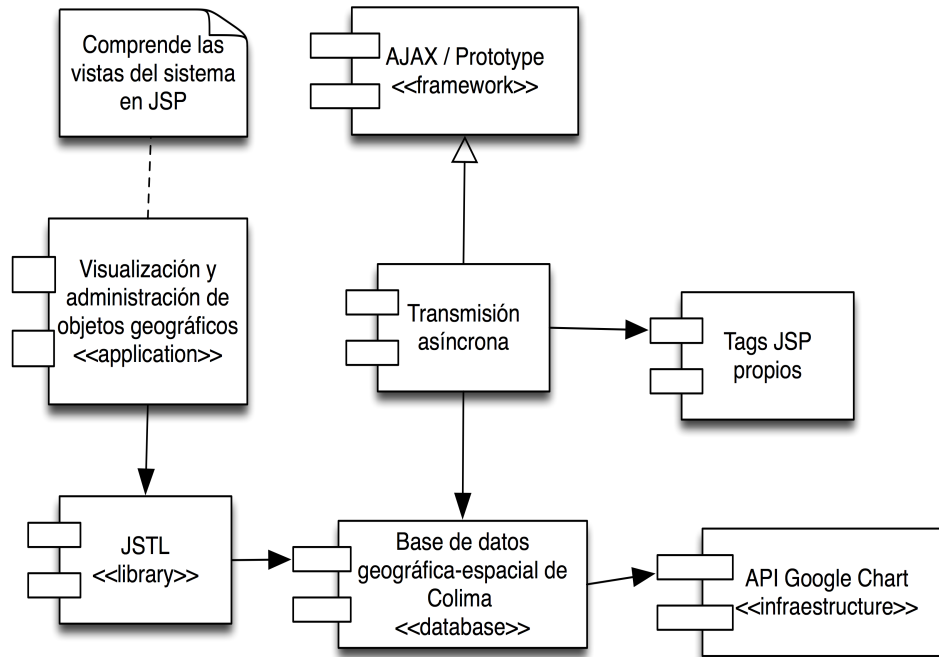 Comprende las
vistas del sistema
en JSP
AJAX / Prototype
<<framework>>
Visualización y
administración de
objetos geográficos
<<application>>
Transmisión
asíncrona
Tags JSP
propios
JSTL
<<library>>
Base de datos
geográfica-espacial de
Colima
<<database>>
API Google Chart
<<infraestructure>>